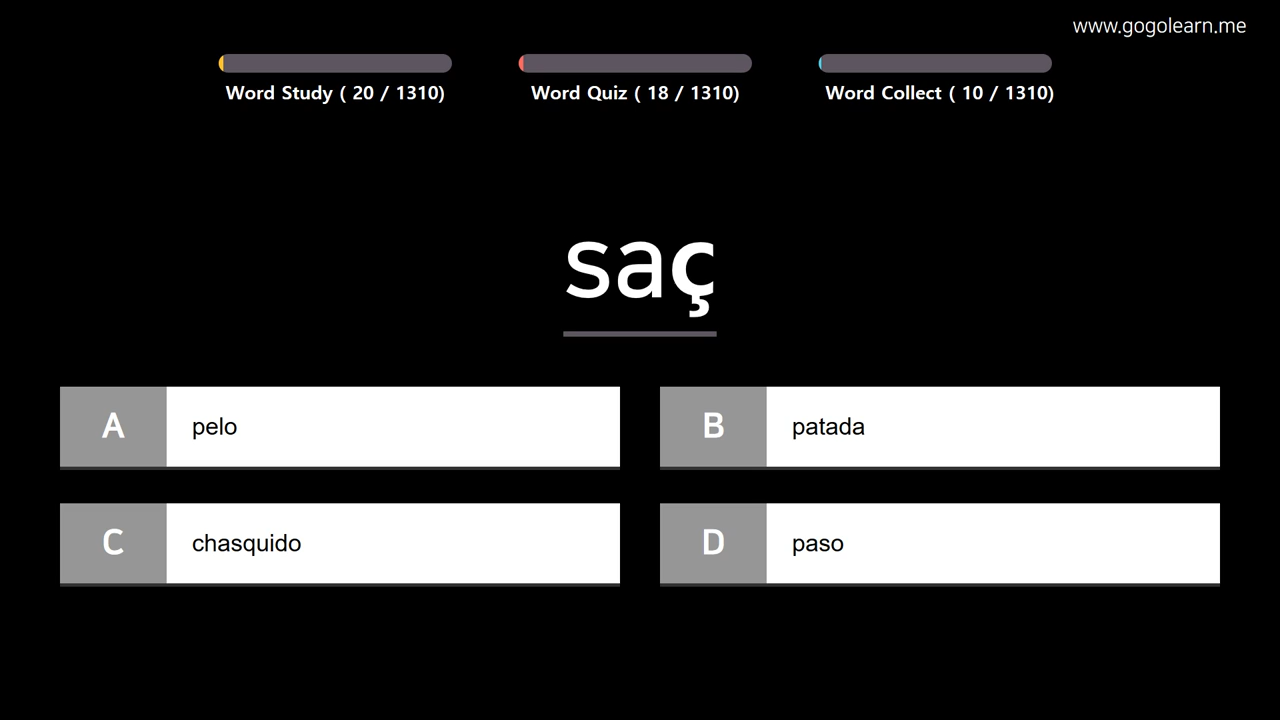 www.gogolearn.me
Word Study ( 20 / 1310)
Word Quiz ( 18 / 1310)
Word Collect ( 10 / 1310)
saç
A pelo
B patada
C chasquido
D paso